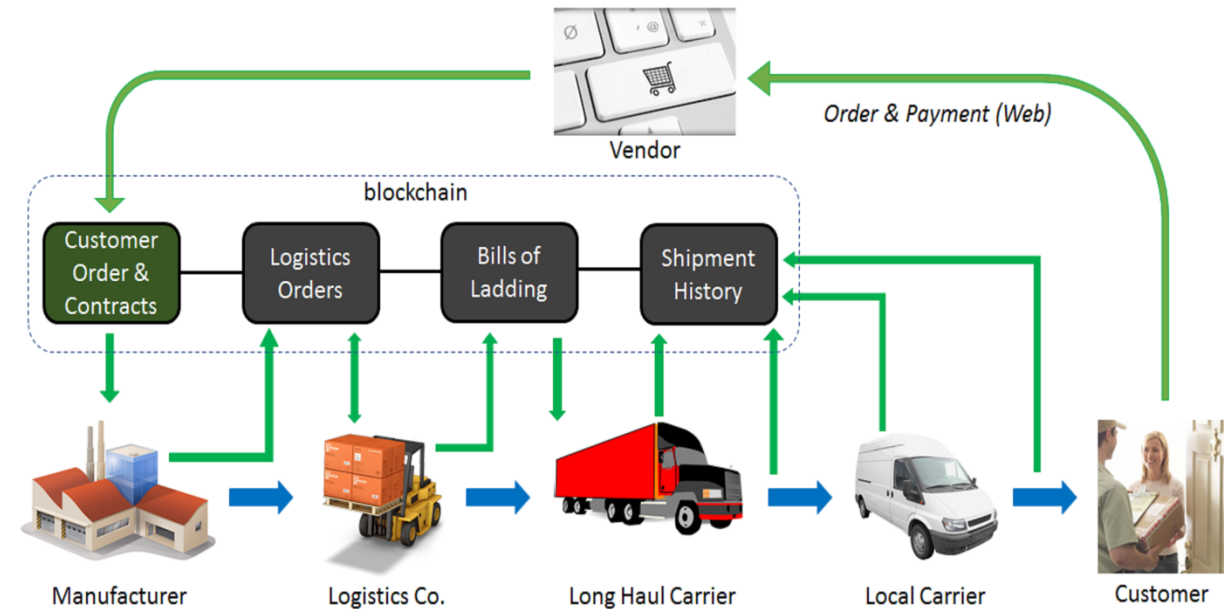 Ø
, @
Vendor
Order & Payment (Web)
blockchain
Customer
Order &
Contracts
Logistics
Orders
Bills of
Ladding
Shipment
History
Manufacturer
Logistics Co.
Long Haul Carrier
Local Carrier
Customer